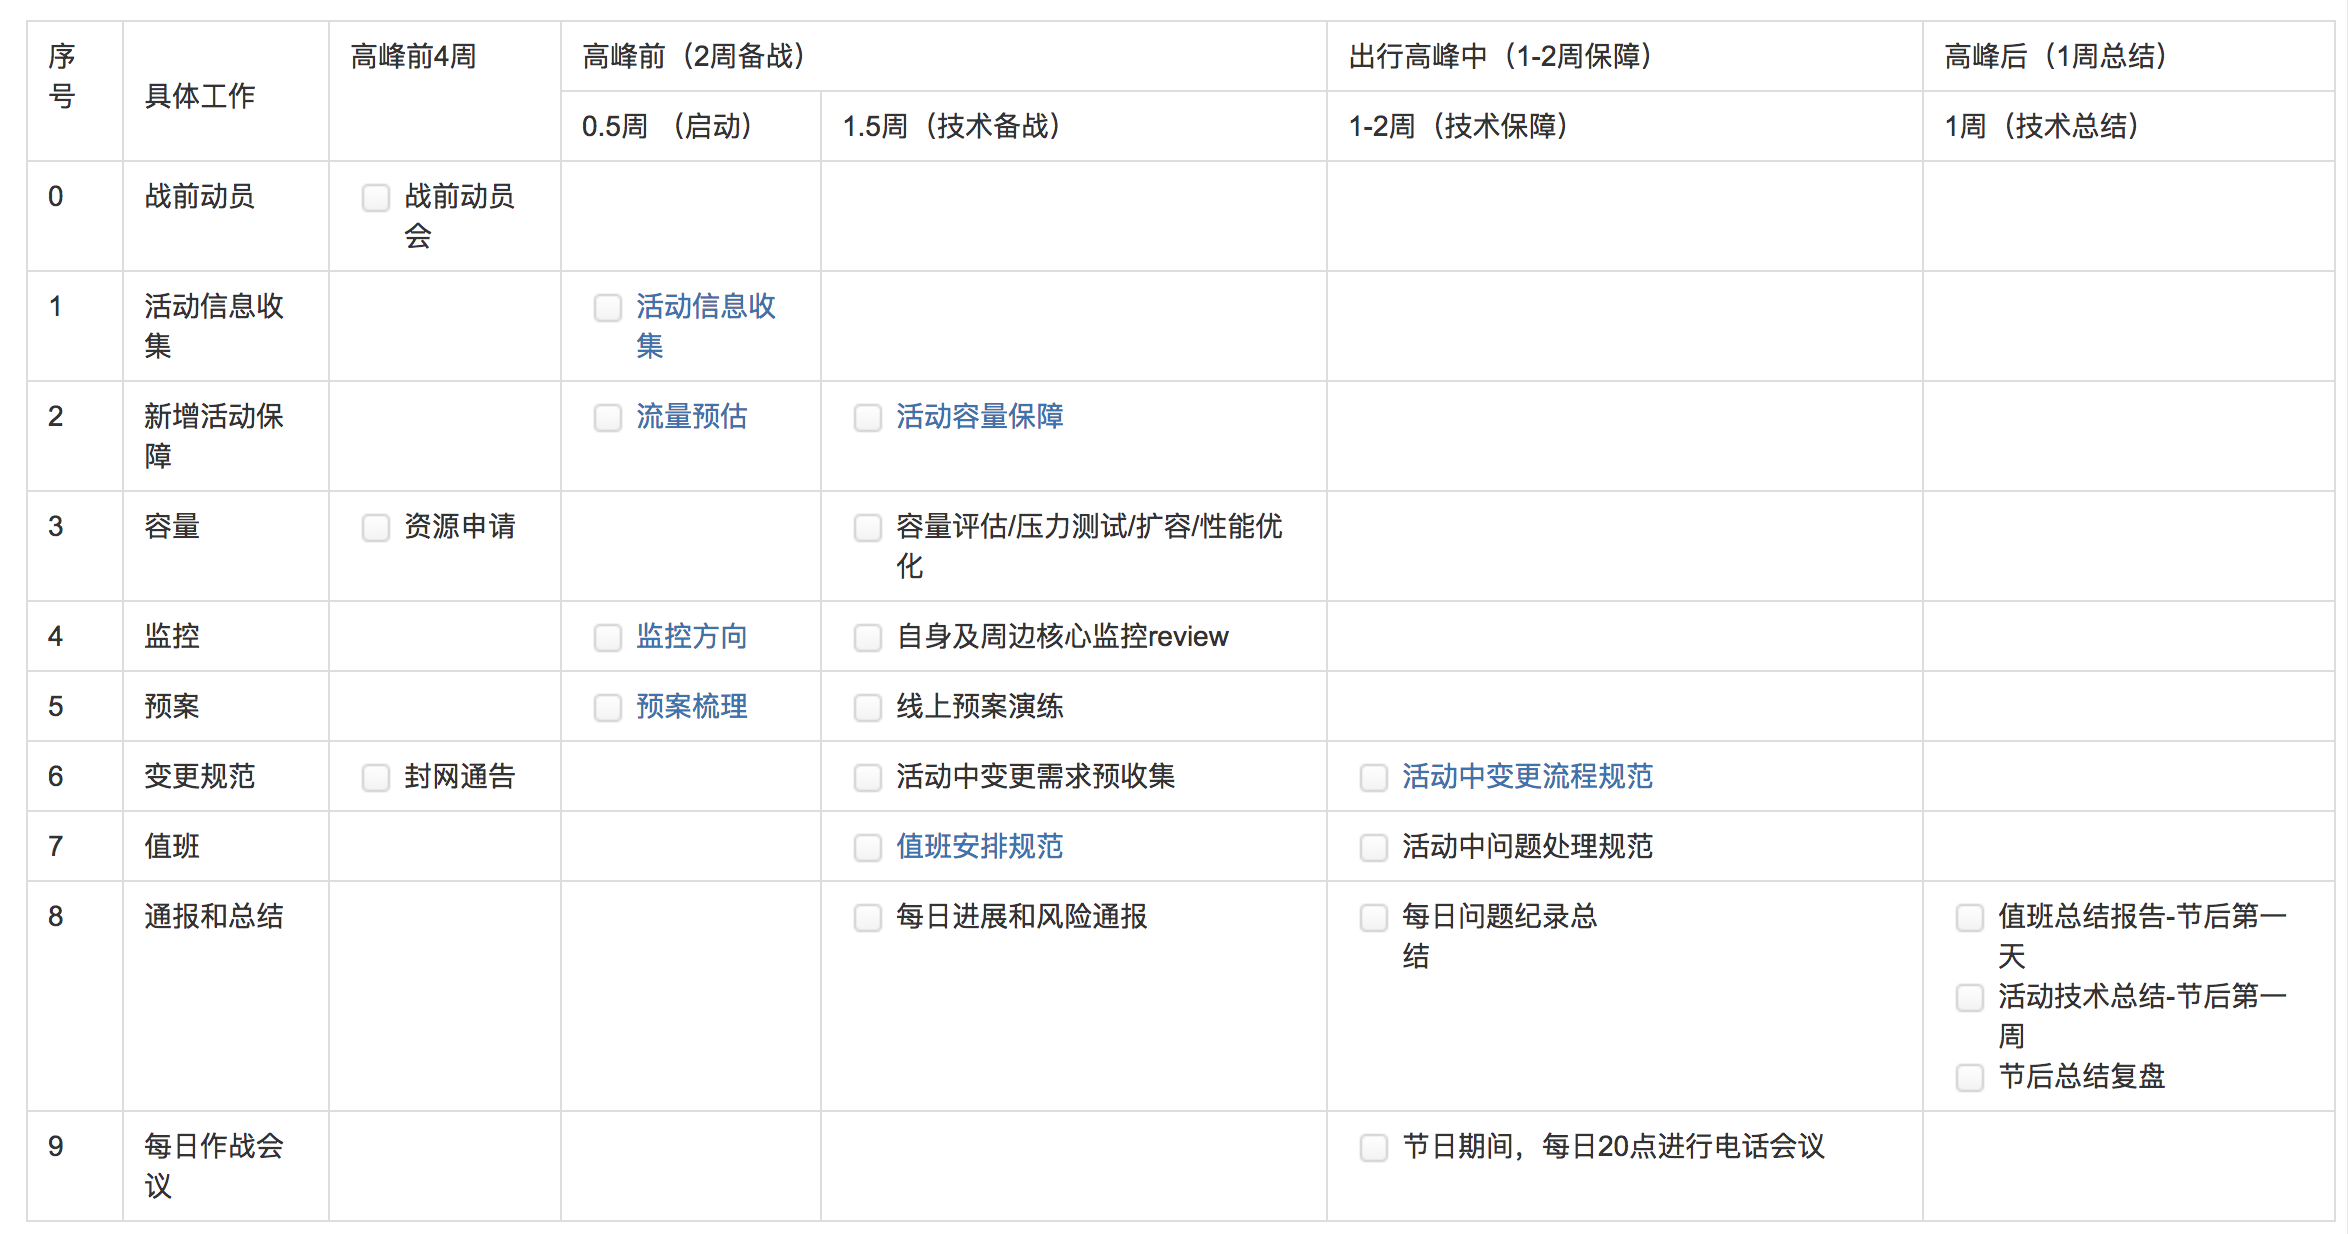 序
号
具体工作
高峰前4周
高峰前（2周备战）
出行高峰中（1-2周保障）
高峰后（1周总结）
0.5周 （启动）
1.5周（技术备战）
1-2周（技术保障）
1周（技术总结）
0
战前动员
战前动员
会
1
活动信息收
集
活动信息收
集
2
新增活动保
障
流量预估
活动容量保障
3
容量
资源申请
容量评估/压力测试/扩容/性能优
化
4
监控
监控方向
自身及周边核心监控review
5
预案
预案梳理
线上预案演练
6
变更规范
封网通告
活动中变更需求预收集
活动中变更流程规范
7
值班
值班安排规范
活动中问题处理规范
8
通报和总结
每日进展和风险通报
每日问题纪录总
结
值班总结报告-节后第一
天
活动技术总结-节后第一
周
节后总结复盘
9
每日作战会
议
节日期间，每日20点进行电话会议